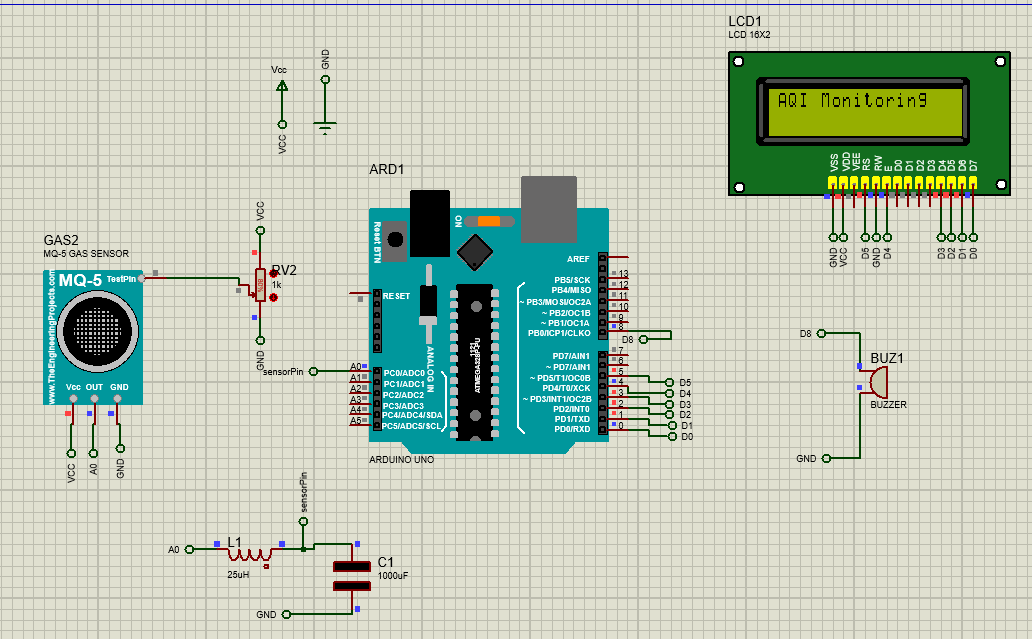 LCD1
LCD 16X2
AQI Monitoring
VSS
VDD
VEE
RS
RW
E
D0
D1
D2
D3
D4
D5
D6
D7
GND
VCC
D5
GND
D4
D3
D2
D1
D0
Vcc
VCC
GND
ARD1
Reset BTN
ON
RESET
AREF
PB5/SCK
13
PB4/MISO
12
~ PB3/MOSI/OC2A
11
~ PB2/OC1B
10
~ PB1/OC1A
9
PB0/ICP1/CLKO
8
D8
PD7/AIN1
7
~ PD7/AIN1
6
~ PD5/T1/OC0B
5
D5
PD4/T0/XCK
4
D4
~ PD3/INT1/OC2B
3
D3
PD2/INT0
2
D2
PD1/TXD
1
D1
PD0/RXD
0
D0
1121
ATMEGA328P-PU
ANALOG IN
sensorPin
A0
PC0/ADC0
A1
PC1/ADC1
A2
PC2/ADC2
A3
PC3/ADC3
A4
PC4/ADC4/SDA
A5
PC5/ADC5/SCL
ARDUINO UNO
GAS2
MQ-5 GAS SENSOR
MQ-5
TestPin
www.TheEngineeringProjects.com
Vcc
OUT
GND
VCC
A0
GND
VCC
RV2
1k
80%
GND
D8
BUZ1
BUZZER
GND
sensorPin
A0
L1
25uH
C1
1000uF
GND